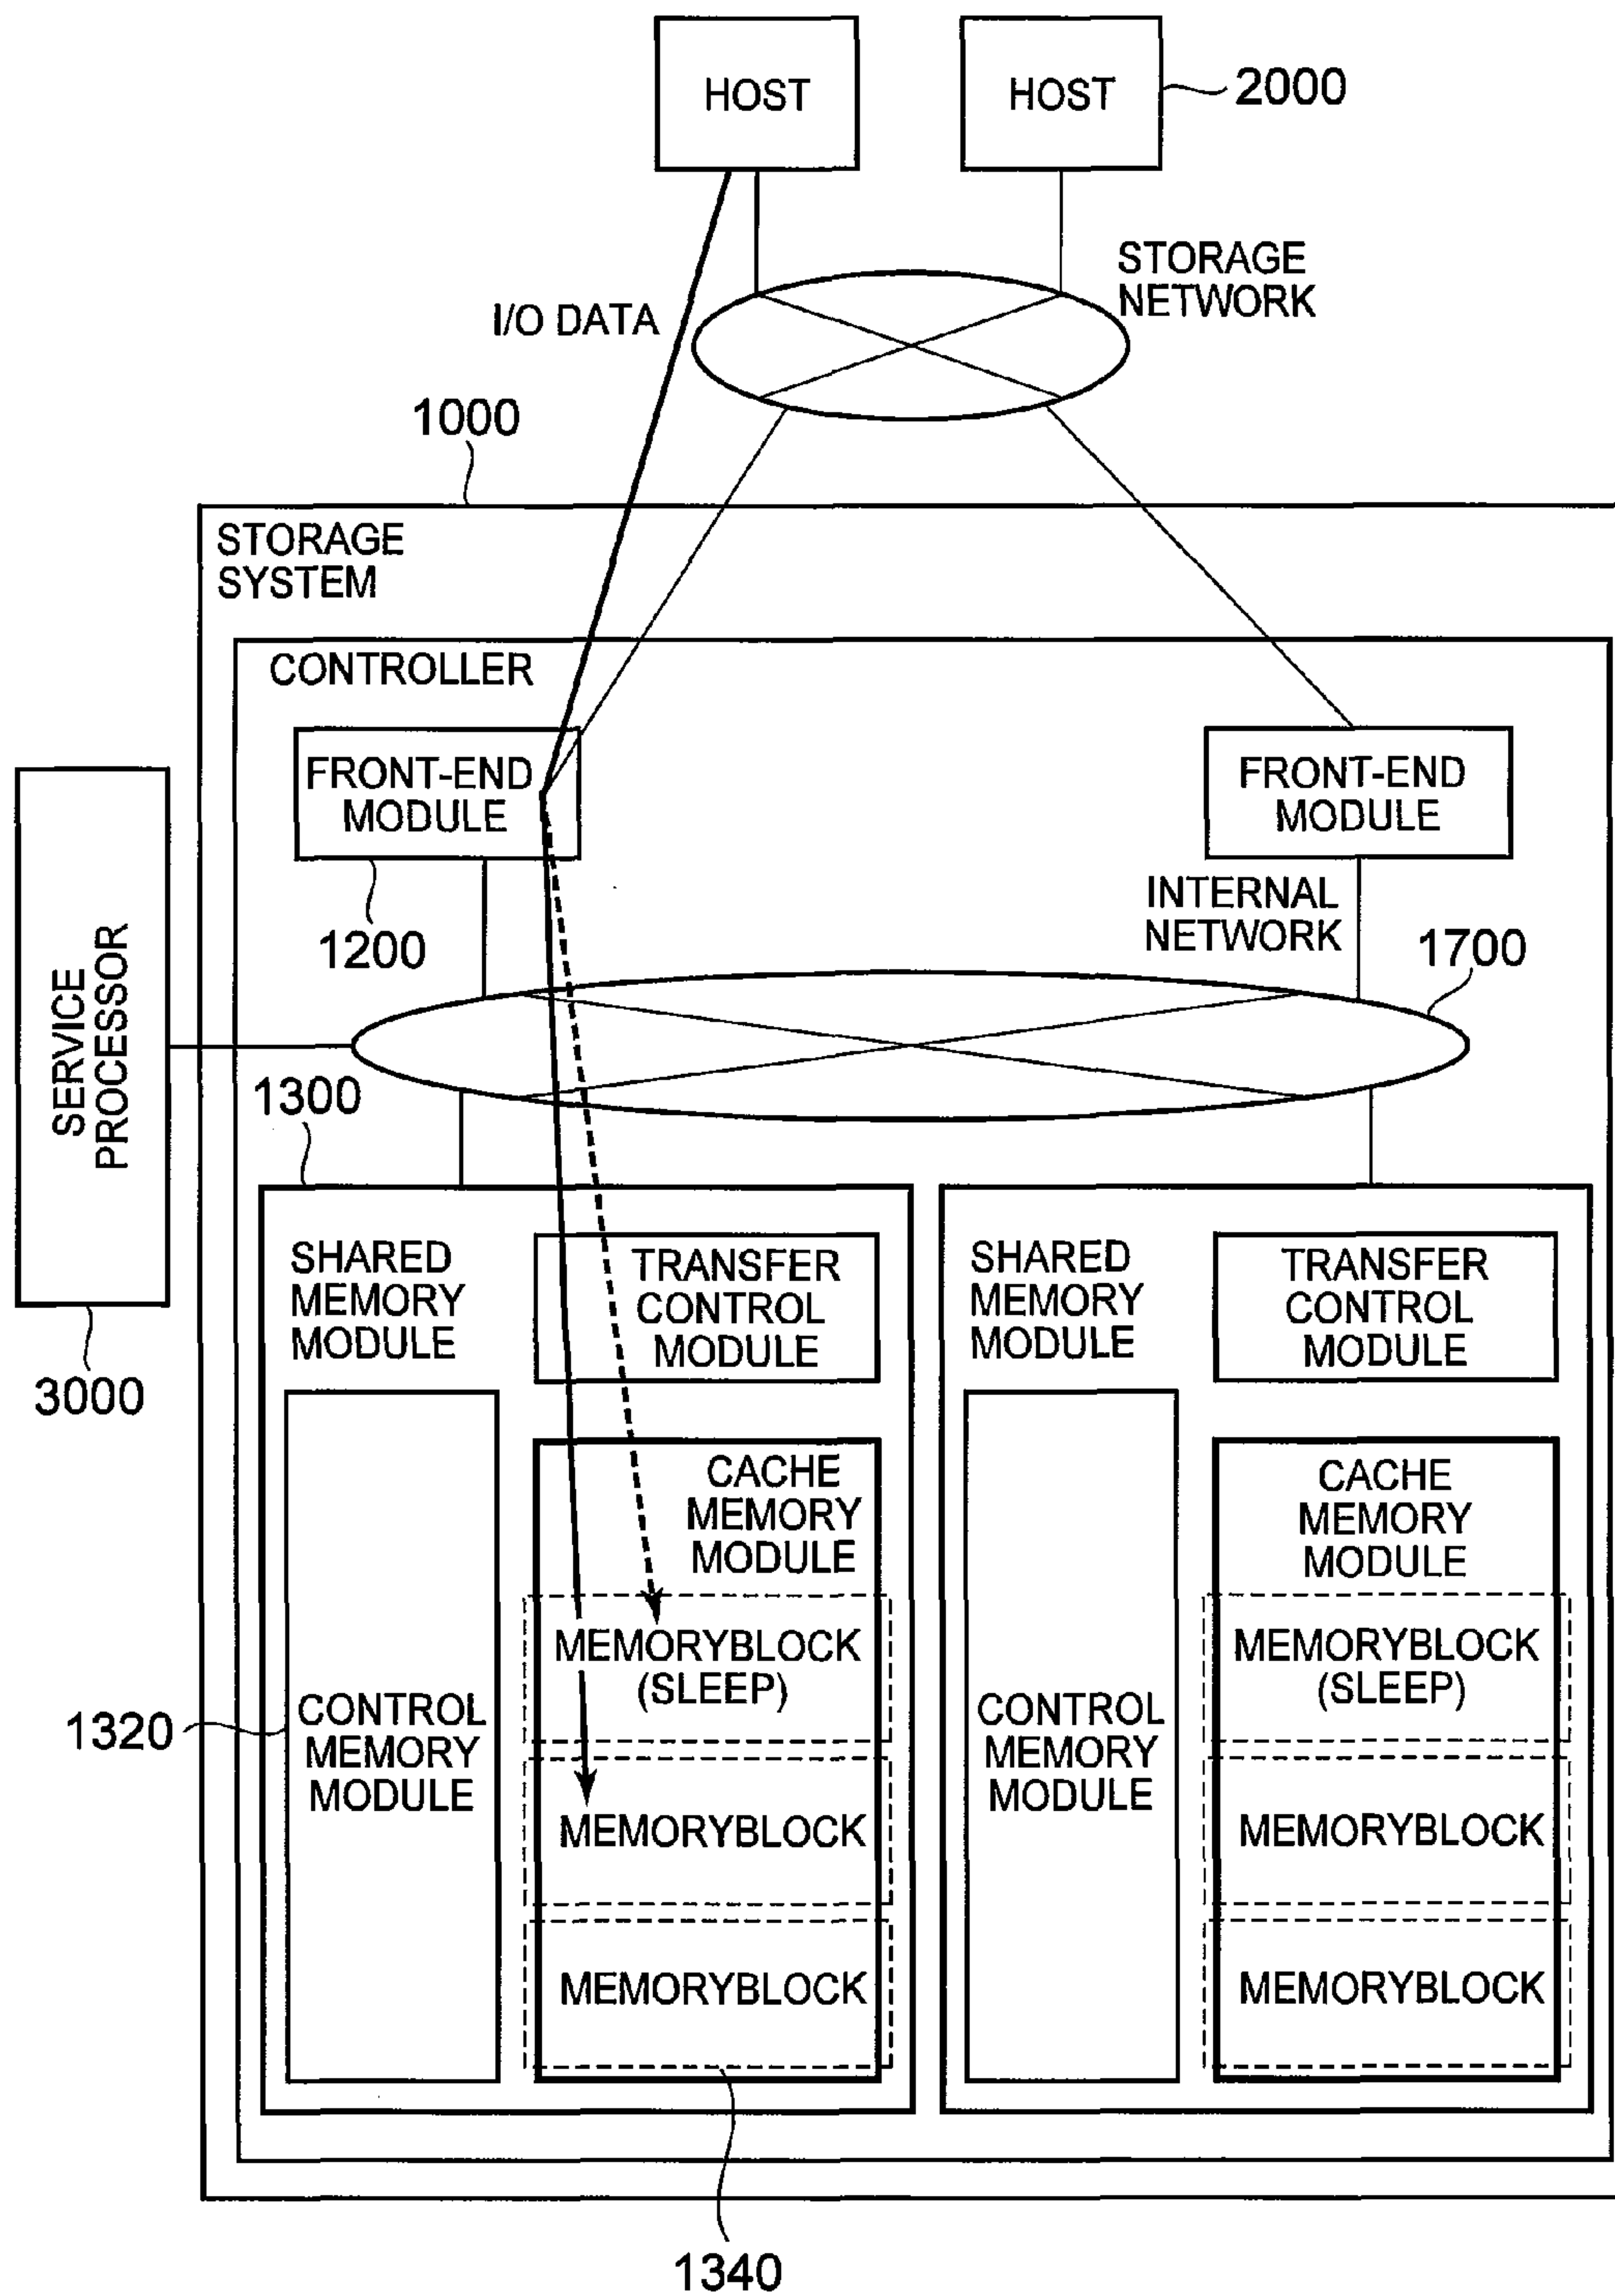 HOST
HOST
2000
STORAGE
NETWORK
I/O DATA
1000
STORAGE
SYSTEM
CONTROLLER
FRONT-END
MODULE
FRONT-END
MODULE
1200
INTERNAL
NETWORK
1700
SERVICE
PROCESSOR
3000
1300
SHARED
MEMORY
MODULE
TRANSFER
CONTROL
MODULE
SHARED
MEMORY
MODULE
TRANSFER
CONTROL
MODULE
CACHE
MEMORY
MODULE
CACHE
MEMORY
MODULE
MEMORYBLOCK
(SLEEP)
MEMORYBLOCK
(SLEEP)
1320
CONTROL
MEMORY
MODULE
CONTROL
MEMORY
MODULE
MEMORYBLOCK
MEMORYBLOCK
MEMORYBLOCK
MEMORYBLOCK
1340